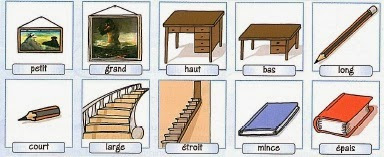 petit
grand
haut
bas
long
court
large
étroit
mince
épais